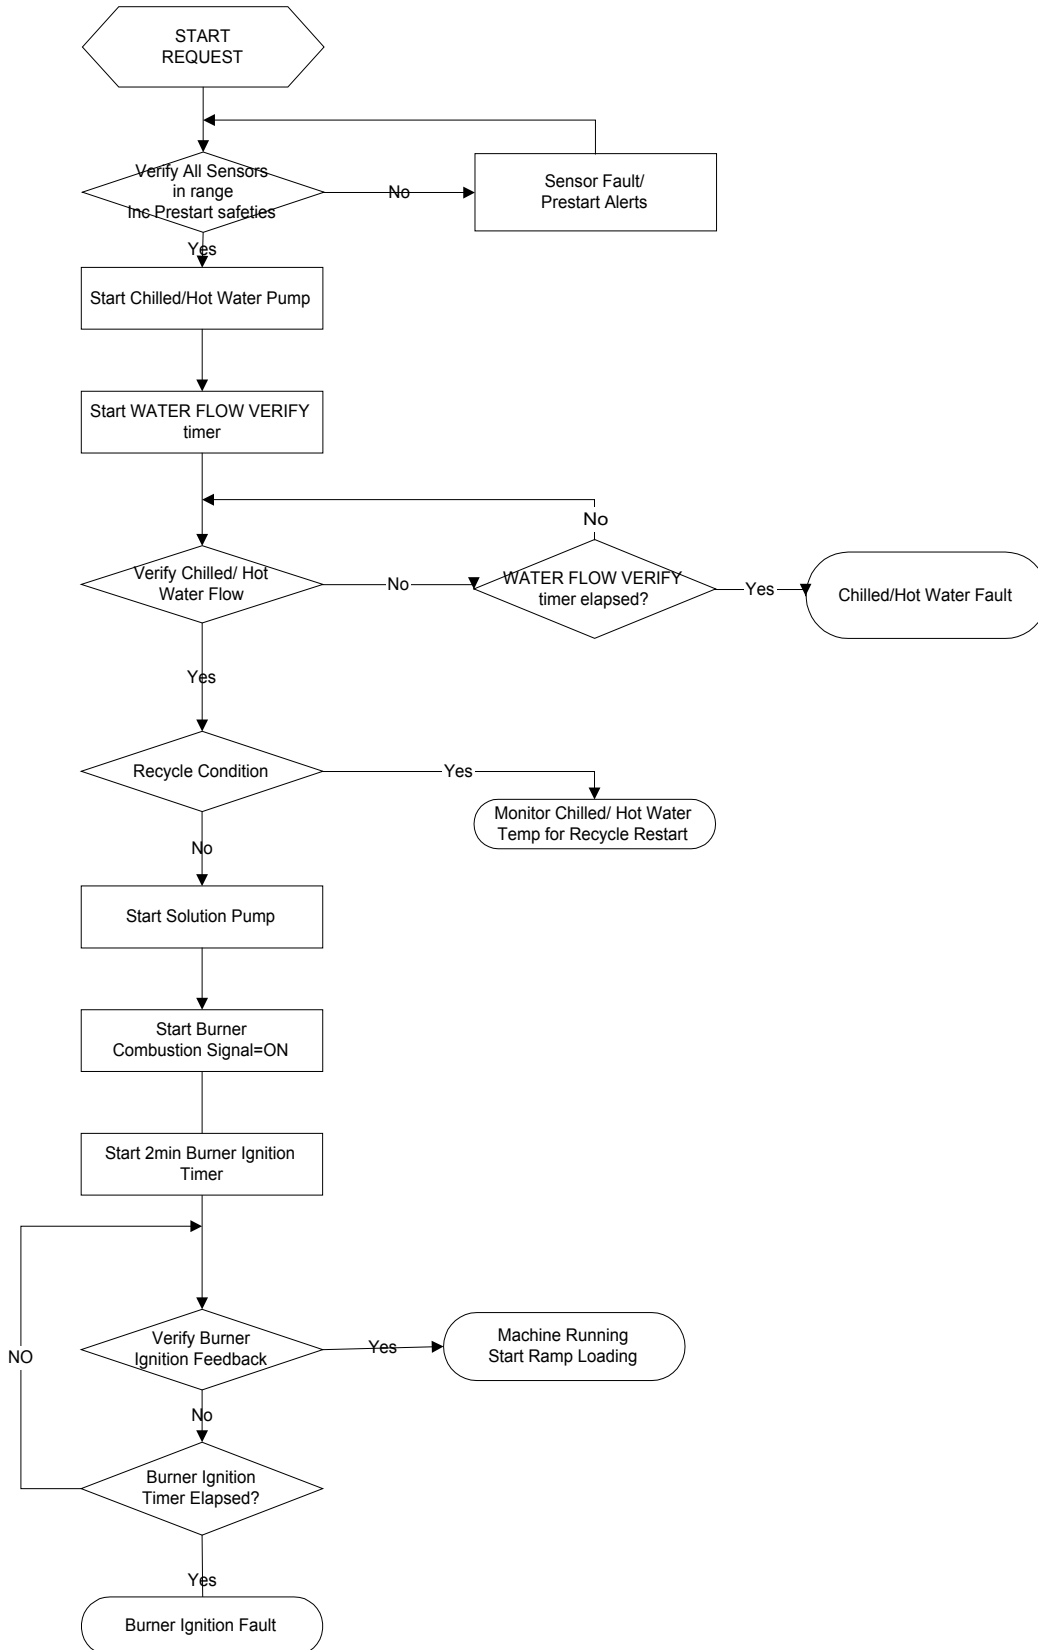 START
REQUEST
Verify All Sensors
in range
Inc Prestart safeties
No
Sensor Fault/
Prestart Alerts
Yes
Start Chilled/Hot Water Pump
Start WATER FLOW VERIFY
timer
No
Verify Chilled/ Hot
Water Flow
No
WATER FLOW VERIFY
timer elapsed?
Yes
Chilled/Hot Water Fault
Yes
Recycle Condition
Yes
Monitor Chilled/ Hot Water
Temp for Recycle Restart
No
Start Solution Pump
Start Burner
Combustion Signal=ON
Start 2min Burner Ignition
Timer
Verify Burner
Ignition Feedback
Yes
Machine Running
Start Ramp Loading
NO
No
Burner Ignition
Timer Elapsed?
Yes
Burner Ignition Fault